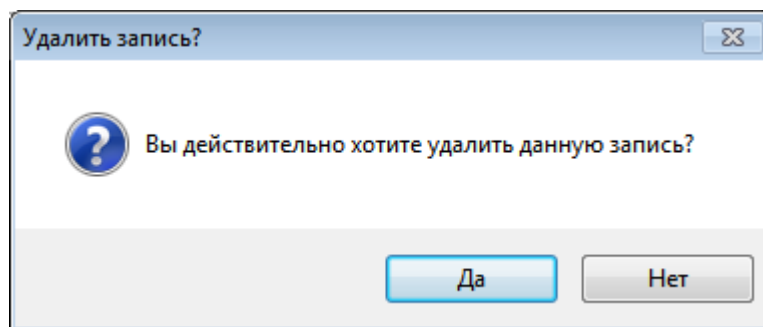 Удалить запись?
Вы действительно хотите удалить данную запись?
Да
Нет